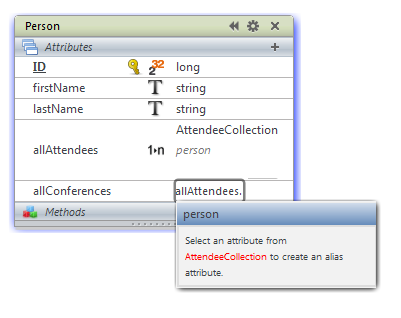 Person
Attributes
ID 2 32 long
firstName T string
lastName T string
AttendeeCollection
allAttendees 1▸n person
allConferences allAttendees.
Methods
person
Select an attribute from
AttendeeCollection to create an alias
attribute.